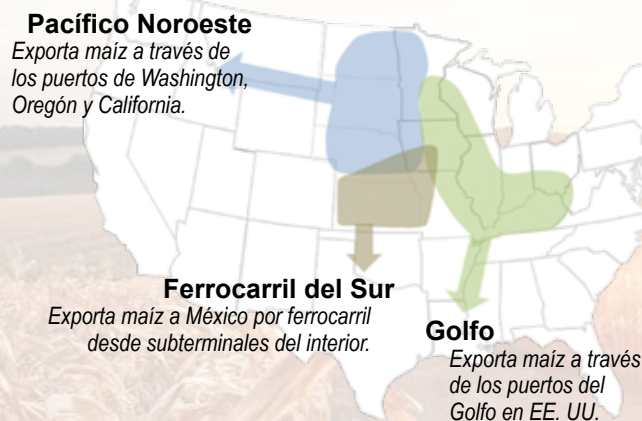 Pacífico Noroeste
Exporta maíz a través de
los puertos de Washington,
Oregón y California.
Ferrocarril del Sur
Exporta maíz a México por ferrocarril
desde subterminales del interior.
Golfo
Exporta maíz a través
de los puertos del
Golfo en EE. UU.